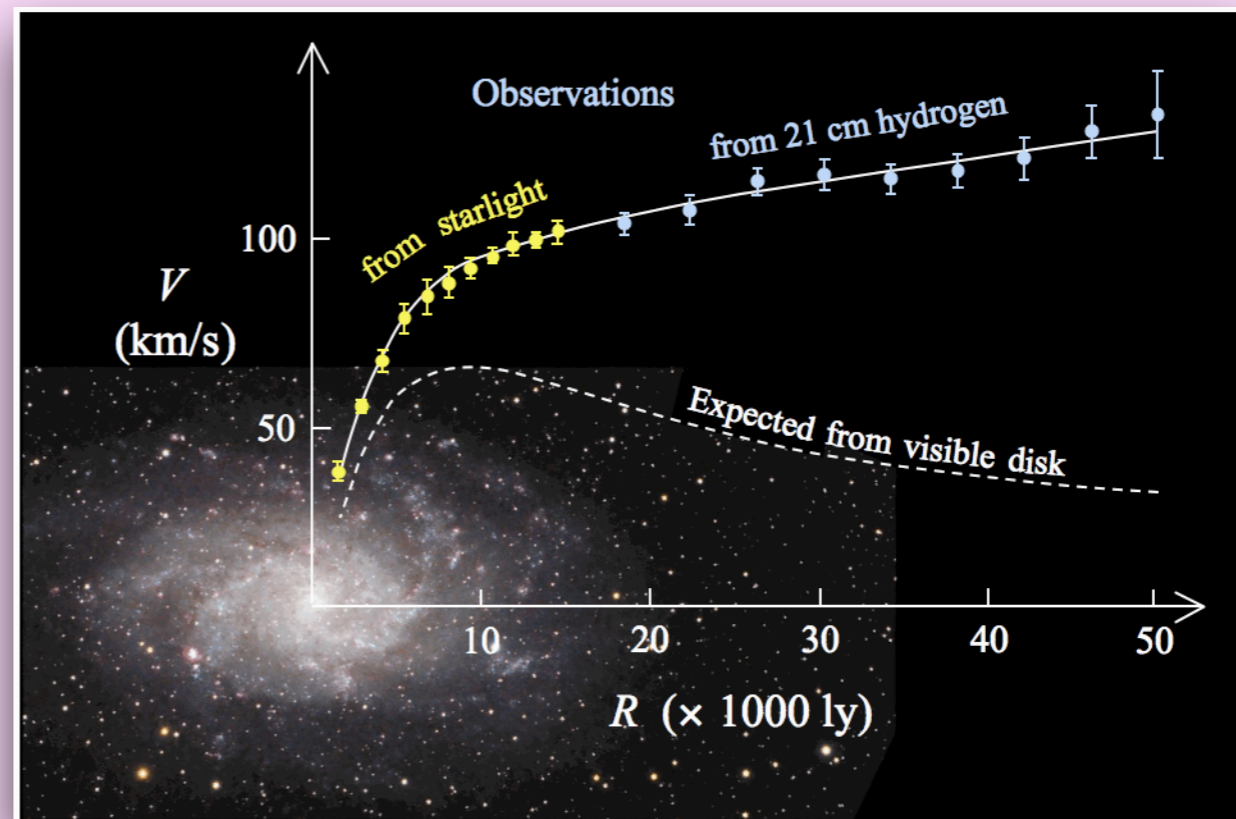 Observations
from 21 cm hydrogen
from starlight
100
V
(km/s)
50
Expected from visible disk
10
20
30
40
50
R (× 1000 ly)